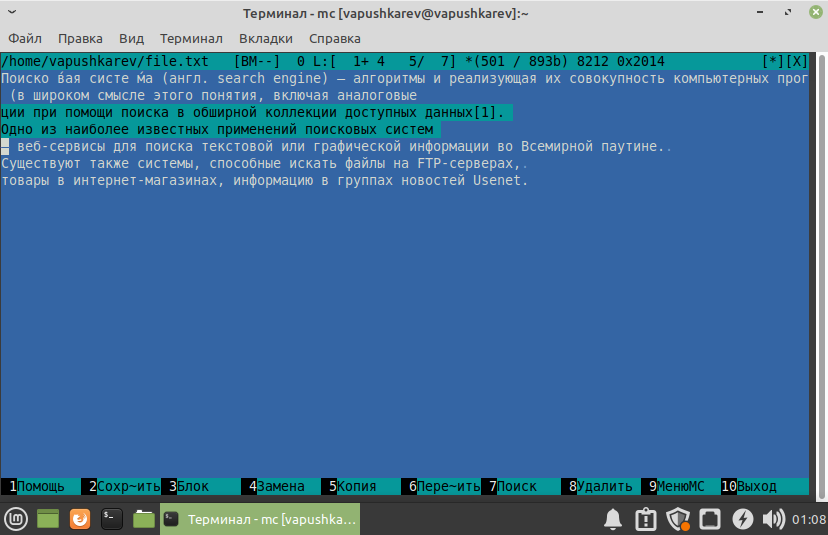 Терминал - mc [vapushkarev@vapushkarev]:~
Файл Правка Вид Терминал Вкладки Справка
/home/vapushkarev/file.txt [BM--] 0 L:[ 1+ 4 5/ 7] *(501 / 893b) 8212 0x2014 [*][X]
Поиско ́вая систе ́ма (англ. search engine) — алгоритмы и реализующая их совокупность компьютерных прог
(в широком смысле этого понятия, включая аналоговые
ции при помощи поиска в обширной коллекции доступных данных[1].
Одно из наиболее известных применений поисковых систем
— веб-сервисы для поиска текстовой или графической информации во Всемирной паутине..
Существуют также системы, способные искать файлы на FTP-серверах,.
товары в интернет-магазинах, информацию в группах новостей Usenet.
1Помощь 2Сохр~ить 3Блок 4Замена 5Копия 6Пере~ить 7Поиск 8Удалить 9МенюMC 10Выход
Терминал - mc [vapushka... 01:08